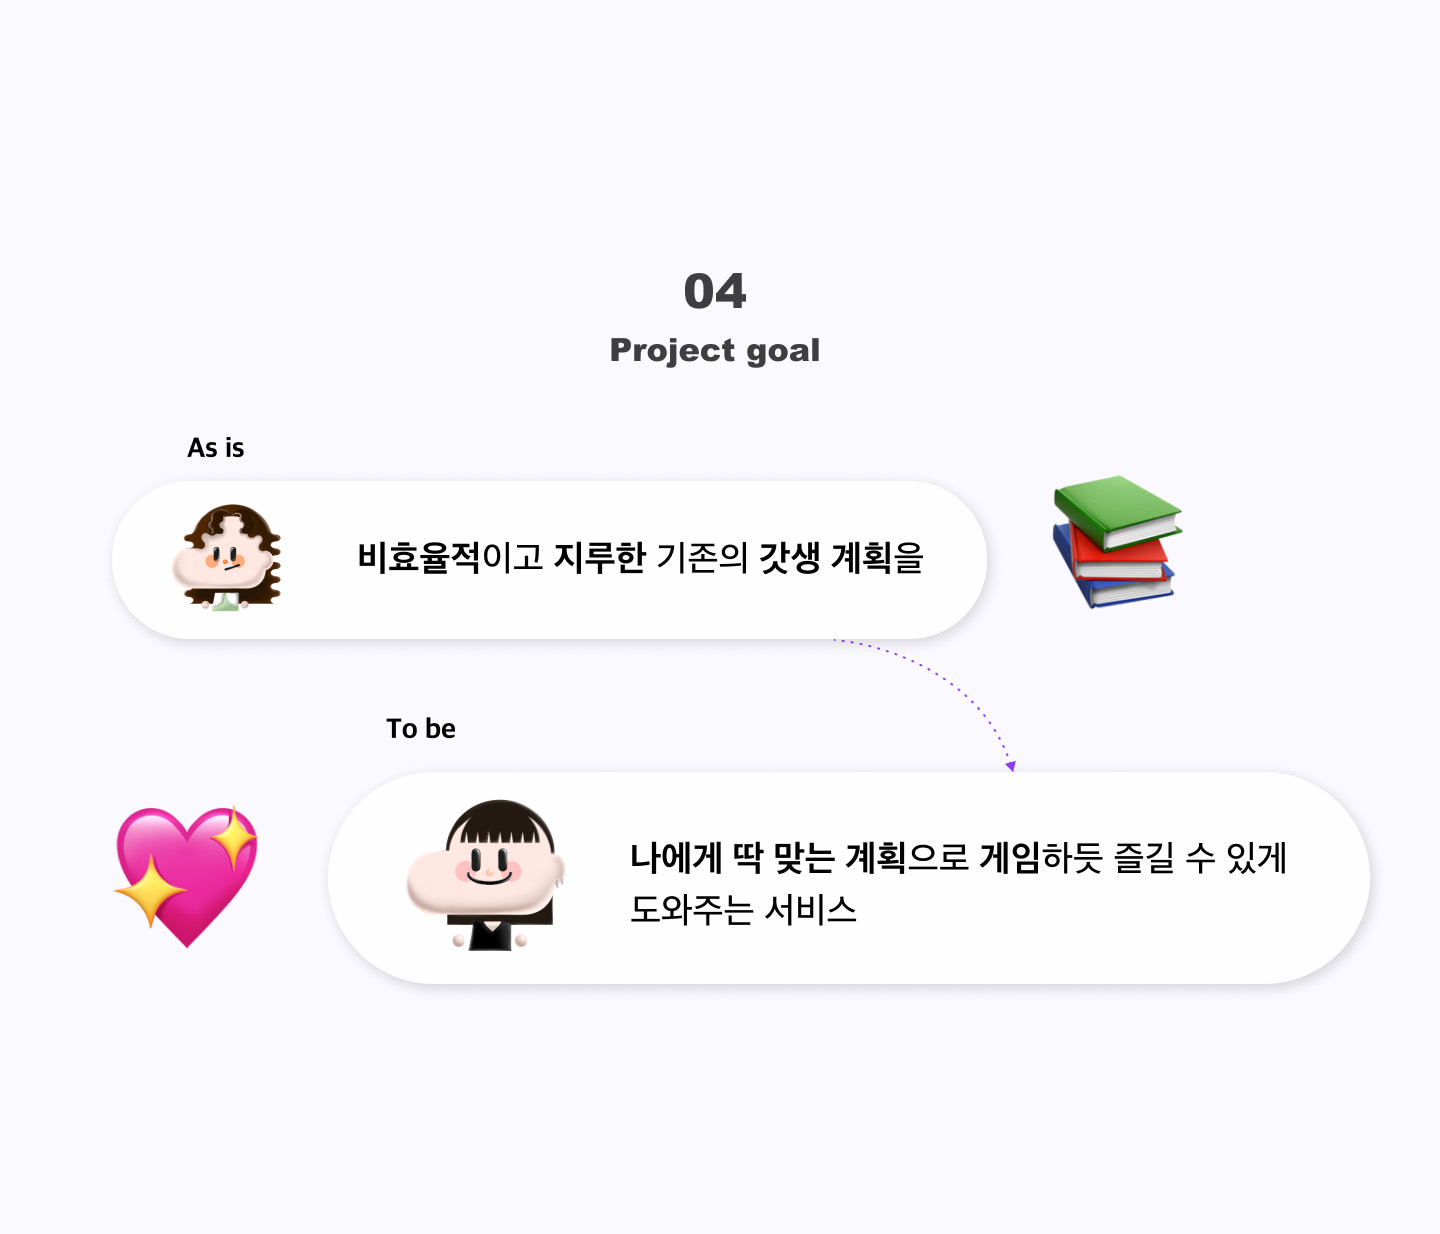 04
Project goal
As is
비효율적이고 지루한 기존의 갓생 계획을
To be
나에게 딱 맞는 계획으로 게임하듯 즐길 수 있게
도와주는 서비스